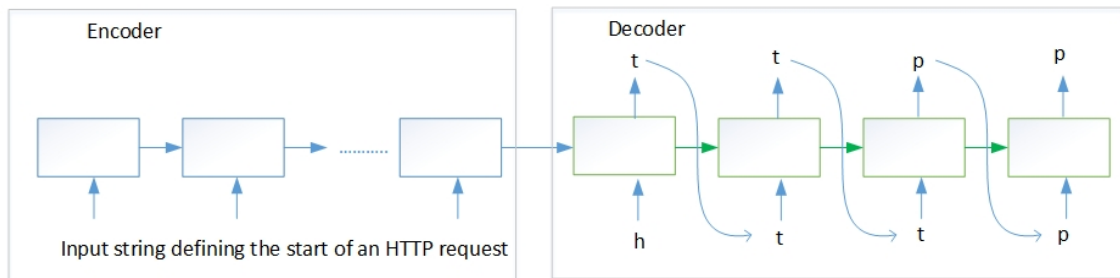 Encoder
Decoder
t t p p
..........
Input string defining the start of an HTTP request
h t t p